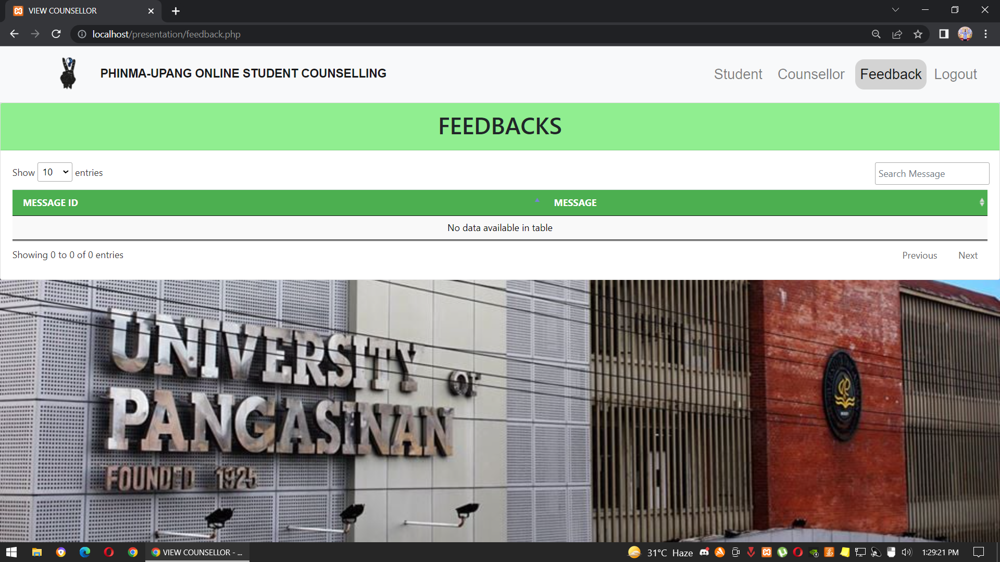 VIEW COUNSELLOR
localhost/presentation/feedback.php
PHINMA-UPANG ONLINE STUDENT COUNSELLING
Student Counsellor Feedback Logout
FEEDBACKS
Show 10 entries
Search Message
MESSAGE ID MESSAGE
No data available in table
Showing 0 to 0 of 0 entries
Previous Next
UNIVERSITY OF
PANGASINAN
FOUNDED 1925
VIEW COUNSELLOR - ...
31°C Haze
1:29:21 PM